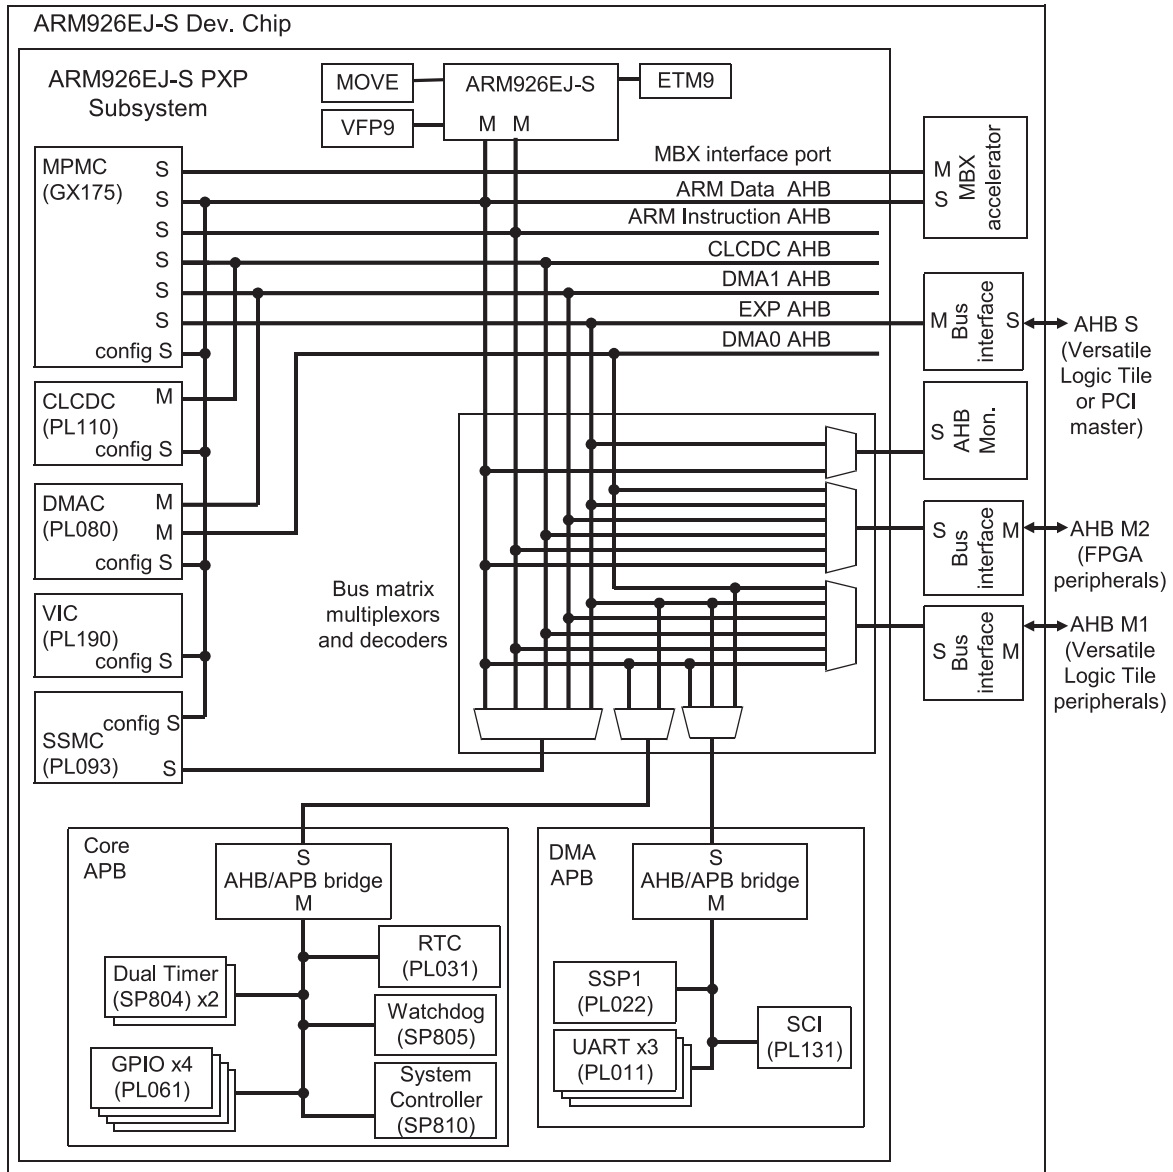 ARM926EJ-S Dev. Chip
ARM926EJ-S PXP
Subsystem
MOVE
VFP9
ARM926EJ-S
M M
ETM9
MPMC
(GX175)
S
S
S
S
S
S
config S
MBX interface port
ARM Data AHB
ARM Instruction AHB
CLCDC AHB
DMA1 AHB
EXP AHB
DMA0 AHB
M
S
MBX
accelerator
M
Bus
interface
S
AHB S
(Versatile
Logic Tile
or PCI
master)
CLCDC
(PL110)
M
config S
S
AHB
Mon.
DMAC
(PL080)
M
M
config S
S
Bus
interface
M
AHB M2
(FPGA
peripherals)
VIC
(PL190)
config S
Bus matrix
multiplexors
and decoders
S
Bus
interface
M
AHB M1
(Versatile
Logic Tile
peripherals)
config S
SSMC
(PL093)
S
Core
APB
S
AHB/APB bridge
M
RTC
(PL031)
Dual Timer
(SP804) x2
Watchdog
(SP805)
GPIO x4
(PL061)
System
Controller
(SP810)
DMA
APB
S
AHB/APB bridge
M
SSP1
(PL022)
SCI
(PL131)
UART x3
(PL011)